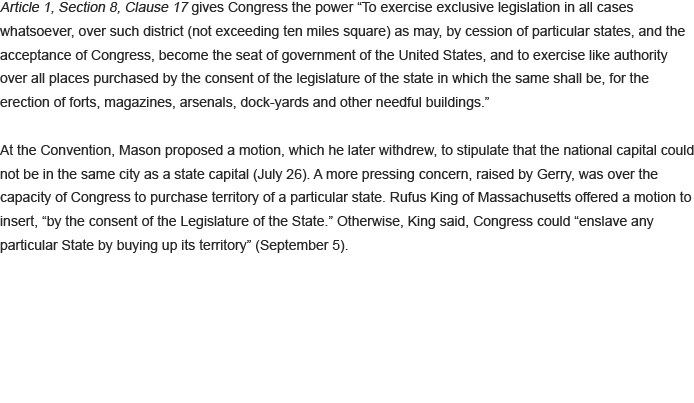 Article 1, Section 8, Clause 17 gives Congress the power “To exercise exclusive legislation in all cases
whatsoever, over such district (not exceeding ten miles square) as may, by cession of particular states, and the
acceptance of Congress, become the seat of government of the United States, and to exercise like authority
over all places purchased by the consent of the legislature of the state in which the same shall be, for the
erection of forts, magazines, arsenals, dock-yards and other needful buildings.”
At the Convention, Mason proposed a motion, which he later withdrew, to stipulate that the national capital could
not be in the same city as a state capital (July 26). A more pressing concern, raised by Gerry, was over the
capacity of Congress to purchase territory of a particular state. Rufus King of Massachusetts offered a motion to
insert, “by the consent of the Legislature of the State.” Otherwise, King said, Congress could “enslave any
particular State by buying up its territory” (September 5).